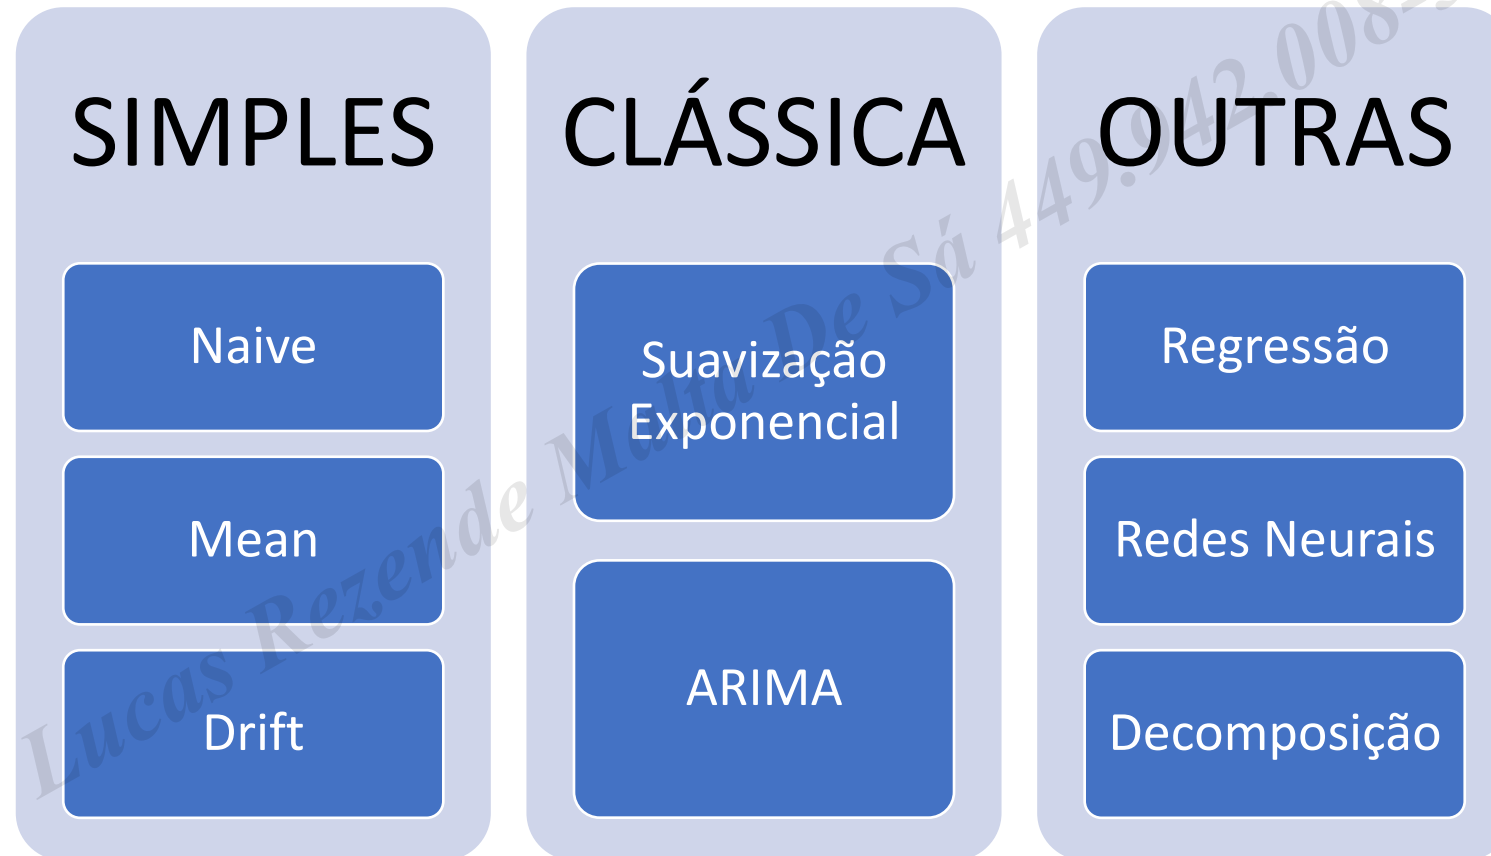 SIMPLES
Naive
Mean
Drift
CLÁSSICA
Suavização
Exponencial
ARIMA
OUTRAS
Regressão
Redes Neurais
Decomposição
Lucas Rezende Malta De Sá 449.942.008-